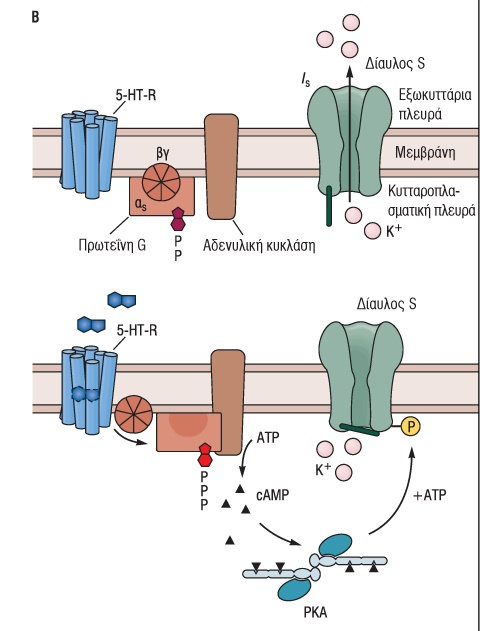 B
Δίαυλος S
Is
5-HT-R
Εξωκυττάρια
πλευρά
βγ
Μεμβράνη
αs
Κυτταροπλα-
σματική πλευρά
K+
Πρωτεΐνη G
P
P
Αδενυλική κυκλάση
Δίαυλος S
5-HT-R
P
ATP
K+
P
P
P
cAMP
+ATP
PKA